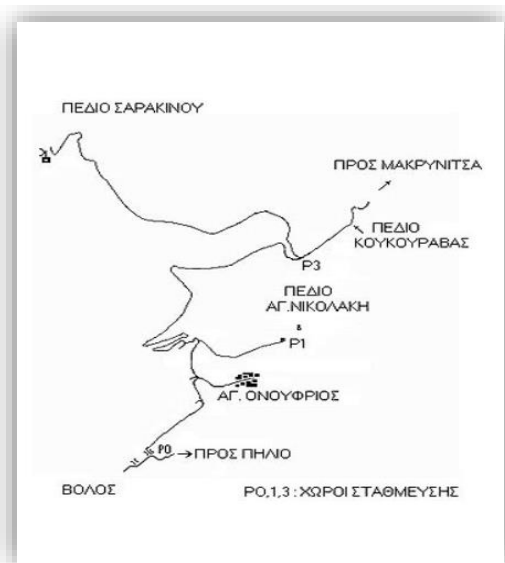 ΠΕΔΙΟ ΣΑΡΑΚΙΝΟΥ
ΠΡΟΣ ΜΑΚΡΥΝΙΤΣΑ
ΠΕΔΙΟ
ΚΟΥΚΟΥΡΑΒΑΣ
P3
ΠΕΔΙΟ
ΑΓ.ΝΙΚΟΛΑΚΗ
P1
ΑΓ. ΟΝΟΥΦΡΙΟΣ
P0
ΠΡΟΣ ΠΗΛΙΟ
ΒΟΛΟΣ
P0,1,3 : ΧΩΡΟΙ ΣΤΑΘΜΕΥΣΗΣ